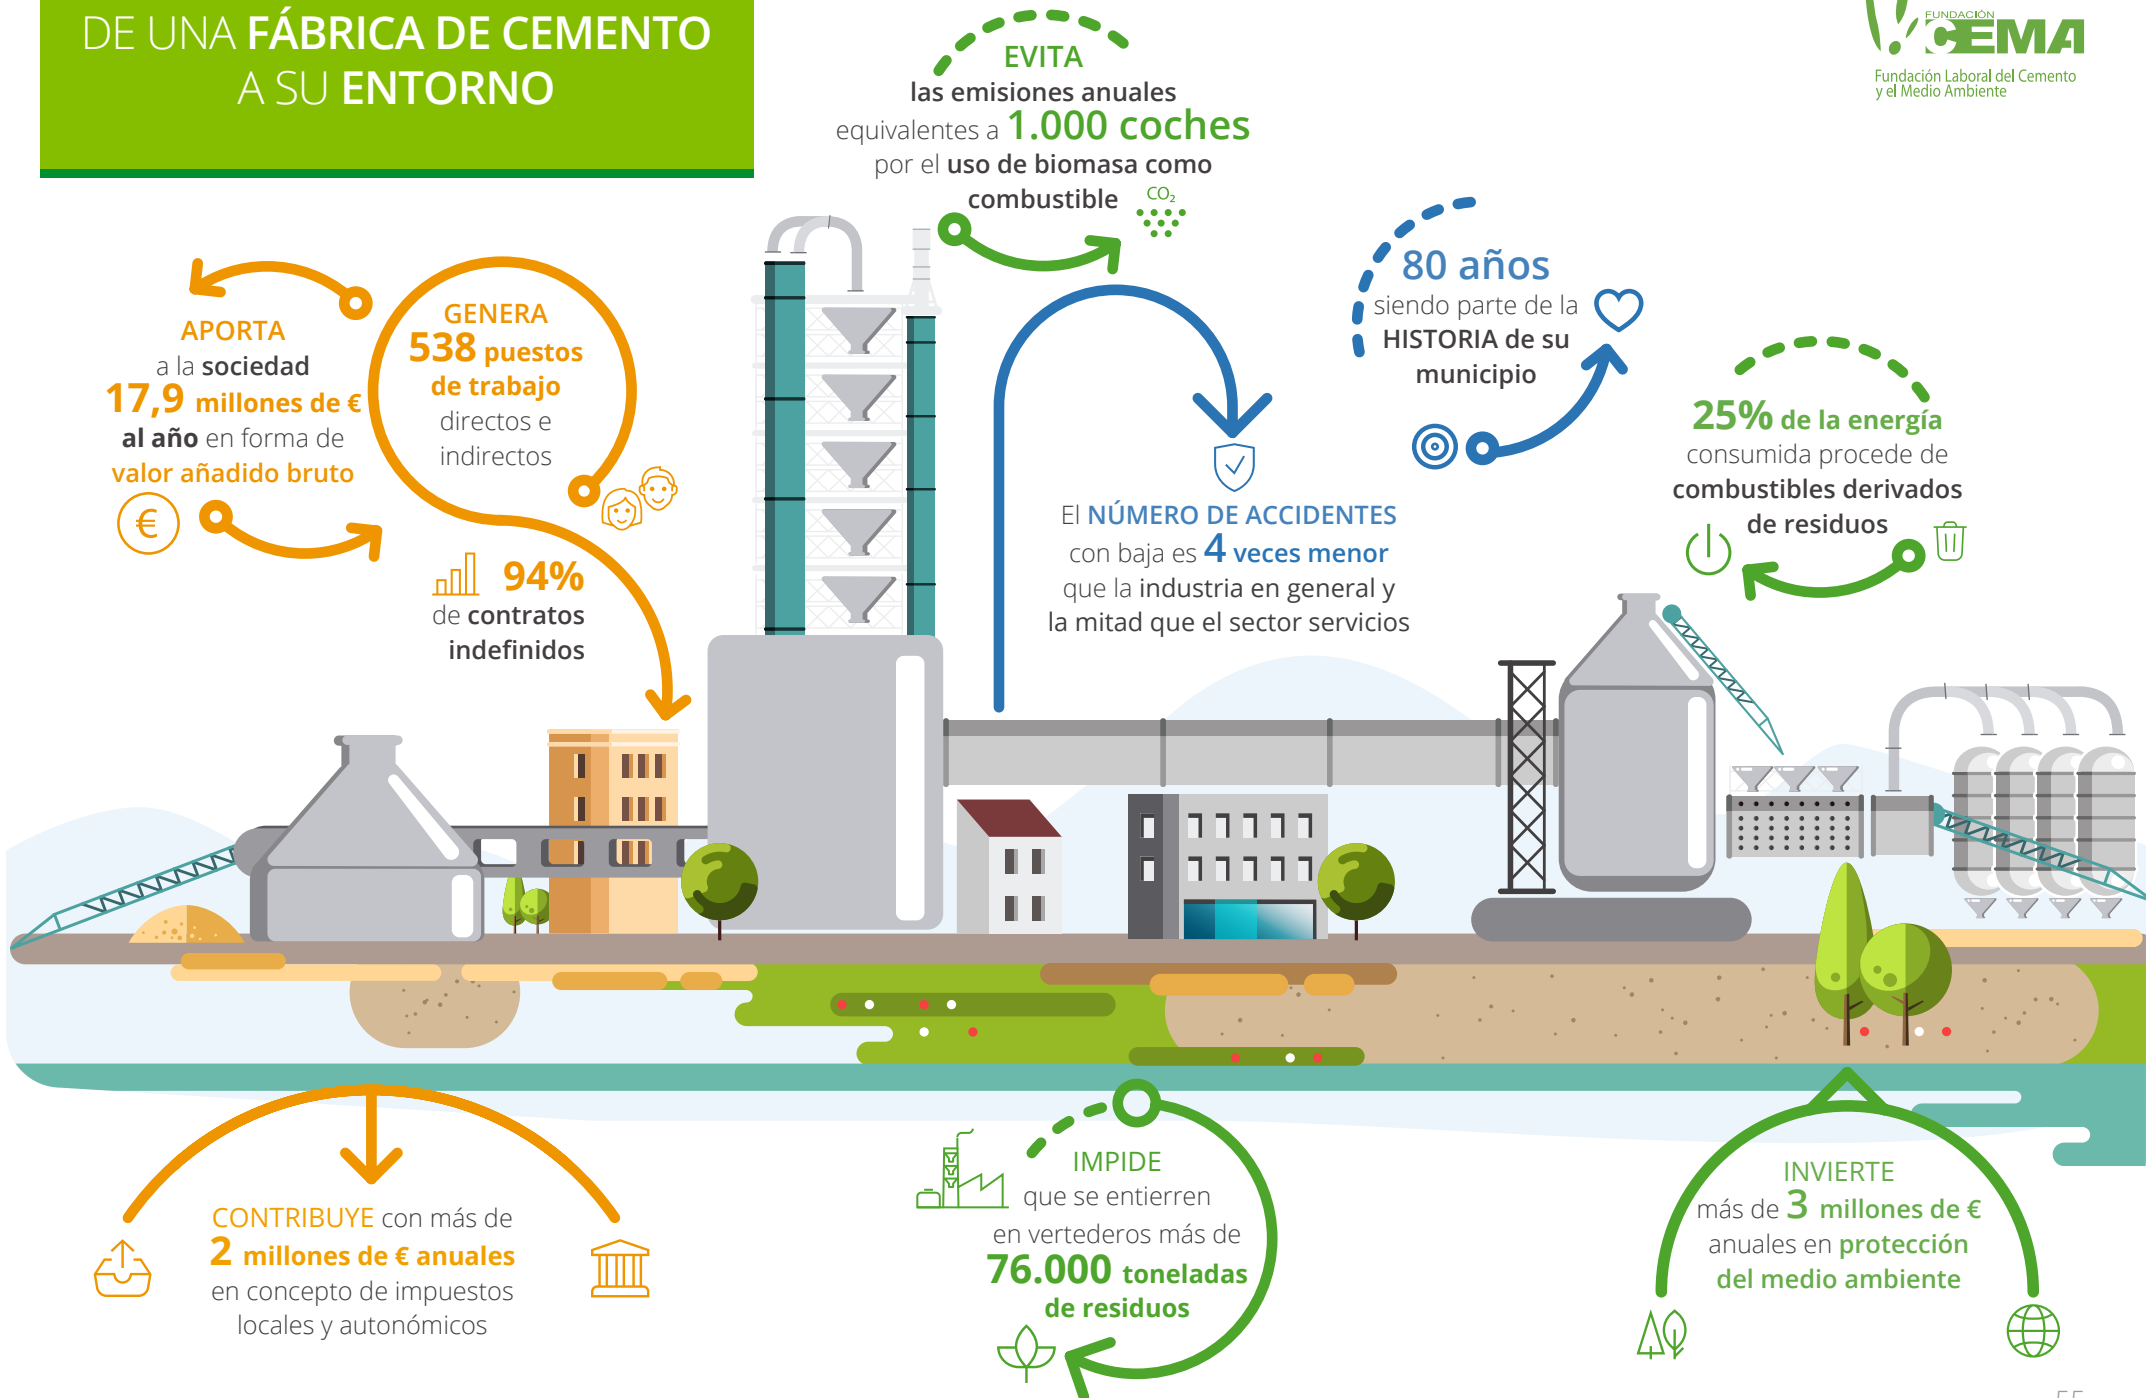 DE UNA FÁBRICA DE CEMENTO
A SU ENTORNO
FUNDACIÓN
CEMA
Fundación Laboral del Cemento
y el Medio Ambiente
EVITA
las emisiones anuales
equivalentes a 1.000 coches
por el uso de biomasa como
combustible
CO₂
80 años
siendo parte de la
HISTORIA de su
municipio
APORTA
a la sociedad
17,9 millones de €
al año en forma de
valor añadido bruto
€
GENERA
538 puestos
de trabajo
directos e
indirectos
94%
de contratos
indefinidos
El NÚMERO DE ACCIDENTES
con baja es 4 veces menor
que la industria en general y
la mitad que el sector servicios
25% de la energía
consumida procede de
combustibles derivados
de residuos
CONTRIBUYE con más de
2 millones de € anuales
en concepto de impuestos
locales y autonómicos
IMPIDE
que se entierren
en vertederos más de
76.000 toneladas
de residuos
INVIERTE
más de 3 millones de €
anuales en protección
del medio ambiente